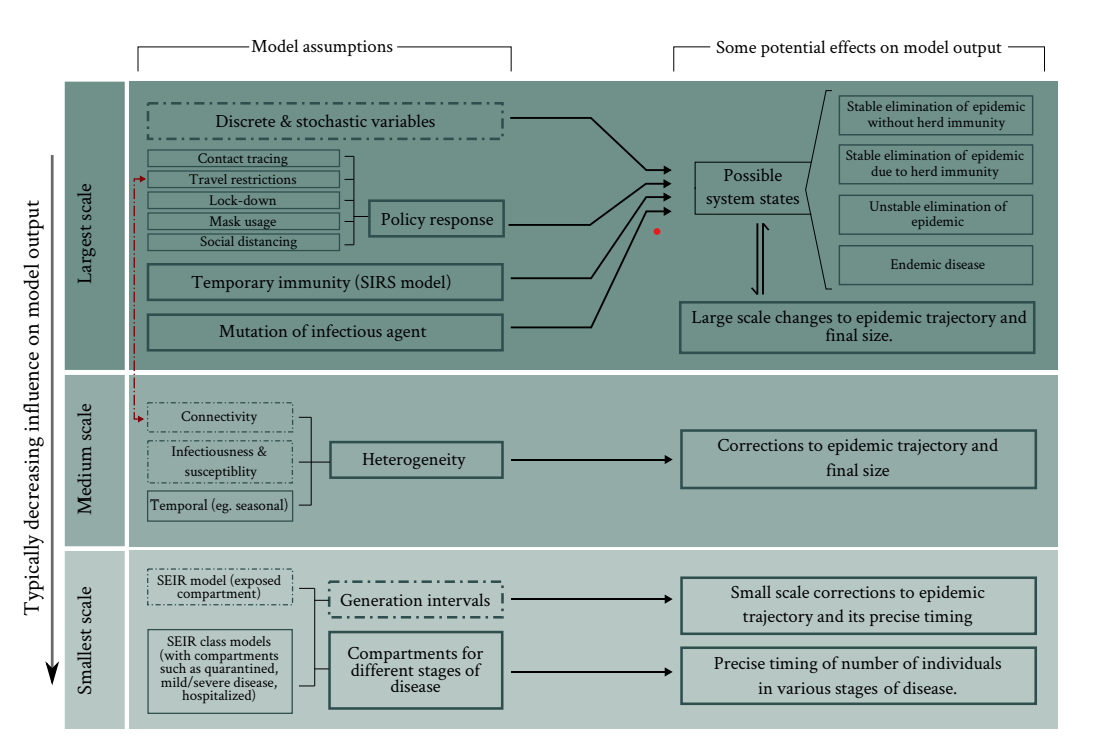 Model assumptions
Some potential effects on model output
Typically decreasing influence on model output
Largest scale
Discrete & stochastic variables
Contact tracing
Travel restrictions
Lock-down
Mask usage
Social distancing
Policy response
Temporary immunity (SIRS model)
Mutation of infectious agent
Possible
system states
Stable elimination of epidemic
without herd immunity
Stable elimination of epidemic
due to herd immunity
Unstable elimination of
epidemic
Endemic disease
Large scale changes to epidemic trajectory and
final size.
Medium scale
Connectivity
Infectiousness &
susceptiblity
Temporal (eg. seasonal)
Heterogeneity
Corrections to epidemic trajectory and
final size
Smallest scale
SEIR model (exposed
compartment)
Generation intervals
SEIR class models
(with compartments
such as quarantined,
mild/severe disease,
hospitalized)
Compartments for
different stages of
disease
Small scale corrections to epidemic
trajectory and its precise timing
Precise timing of number of individuals
in various stages of disease.